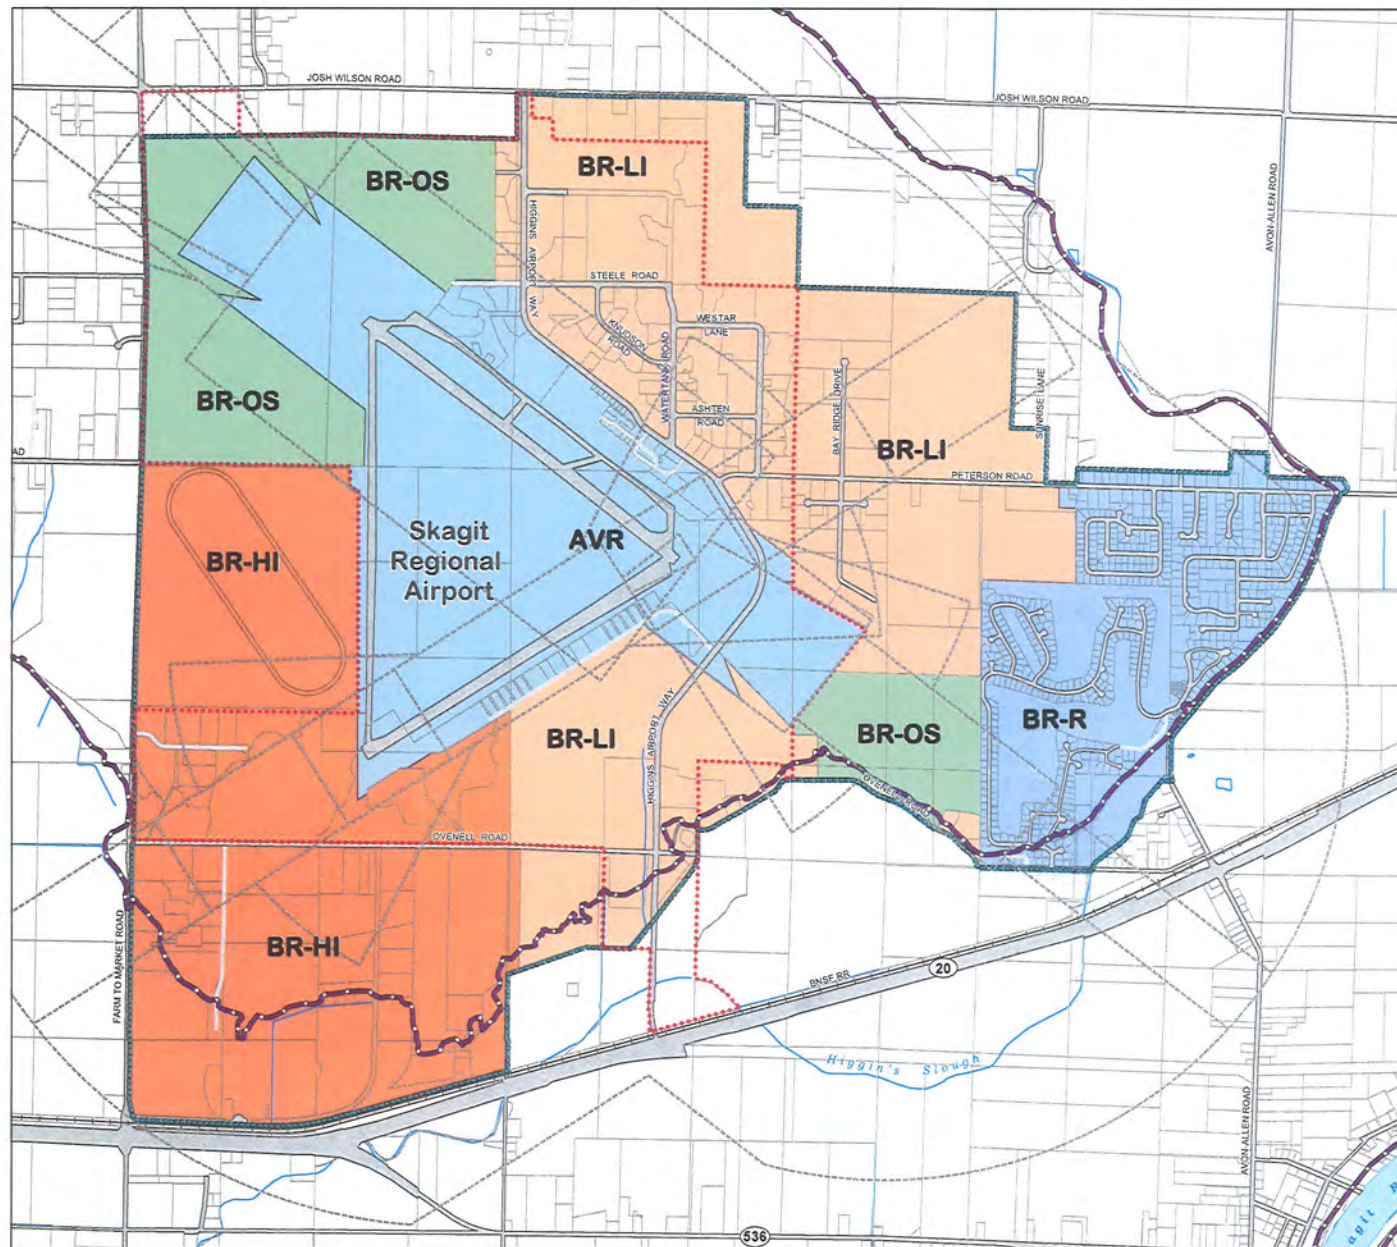 JOSH WILSON ROAD
JOSH WILSON ROAD
BR-OS
BR-LI
HIGGINS AIRPORT WAY
AVON-ALLEN ROAD
STEELE ROAD
KNUDSON
ROAD
WESTAR
LANE
WATERTANK ROAD
BR-OS
ASHTEN
ROAD
BAY RIDGE DRIVE
SUNRISE LANE
BR-LI
AD
PETERSON ROAD
Skagit
Regional
Airport
AVR
BR-HI
BR-LI
HIGGINS AIRPORT WAY
BR-OS
BR-R
OVENELL ROAD
OVENELL ROAD
BR-HI
FARM TO MARKET ROAD
BNSF RR
20
Higgin's Slough
AVON-ALLEN ROAD
536
agit R